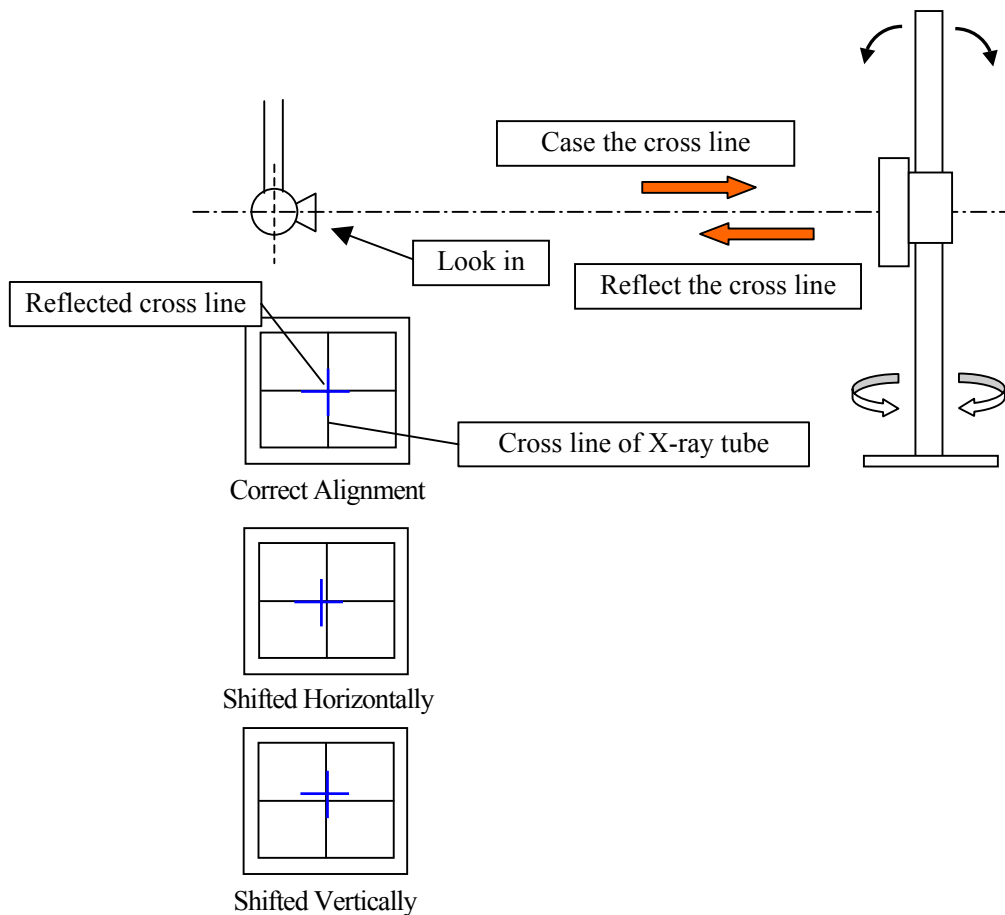 Case the cross line
Look in
Reflect the cross line
Reflected cross line
Cross line of X-ray tube
Correct Alignment
Shifted Horizontally
Shifted Vertically